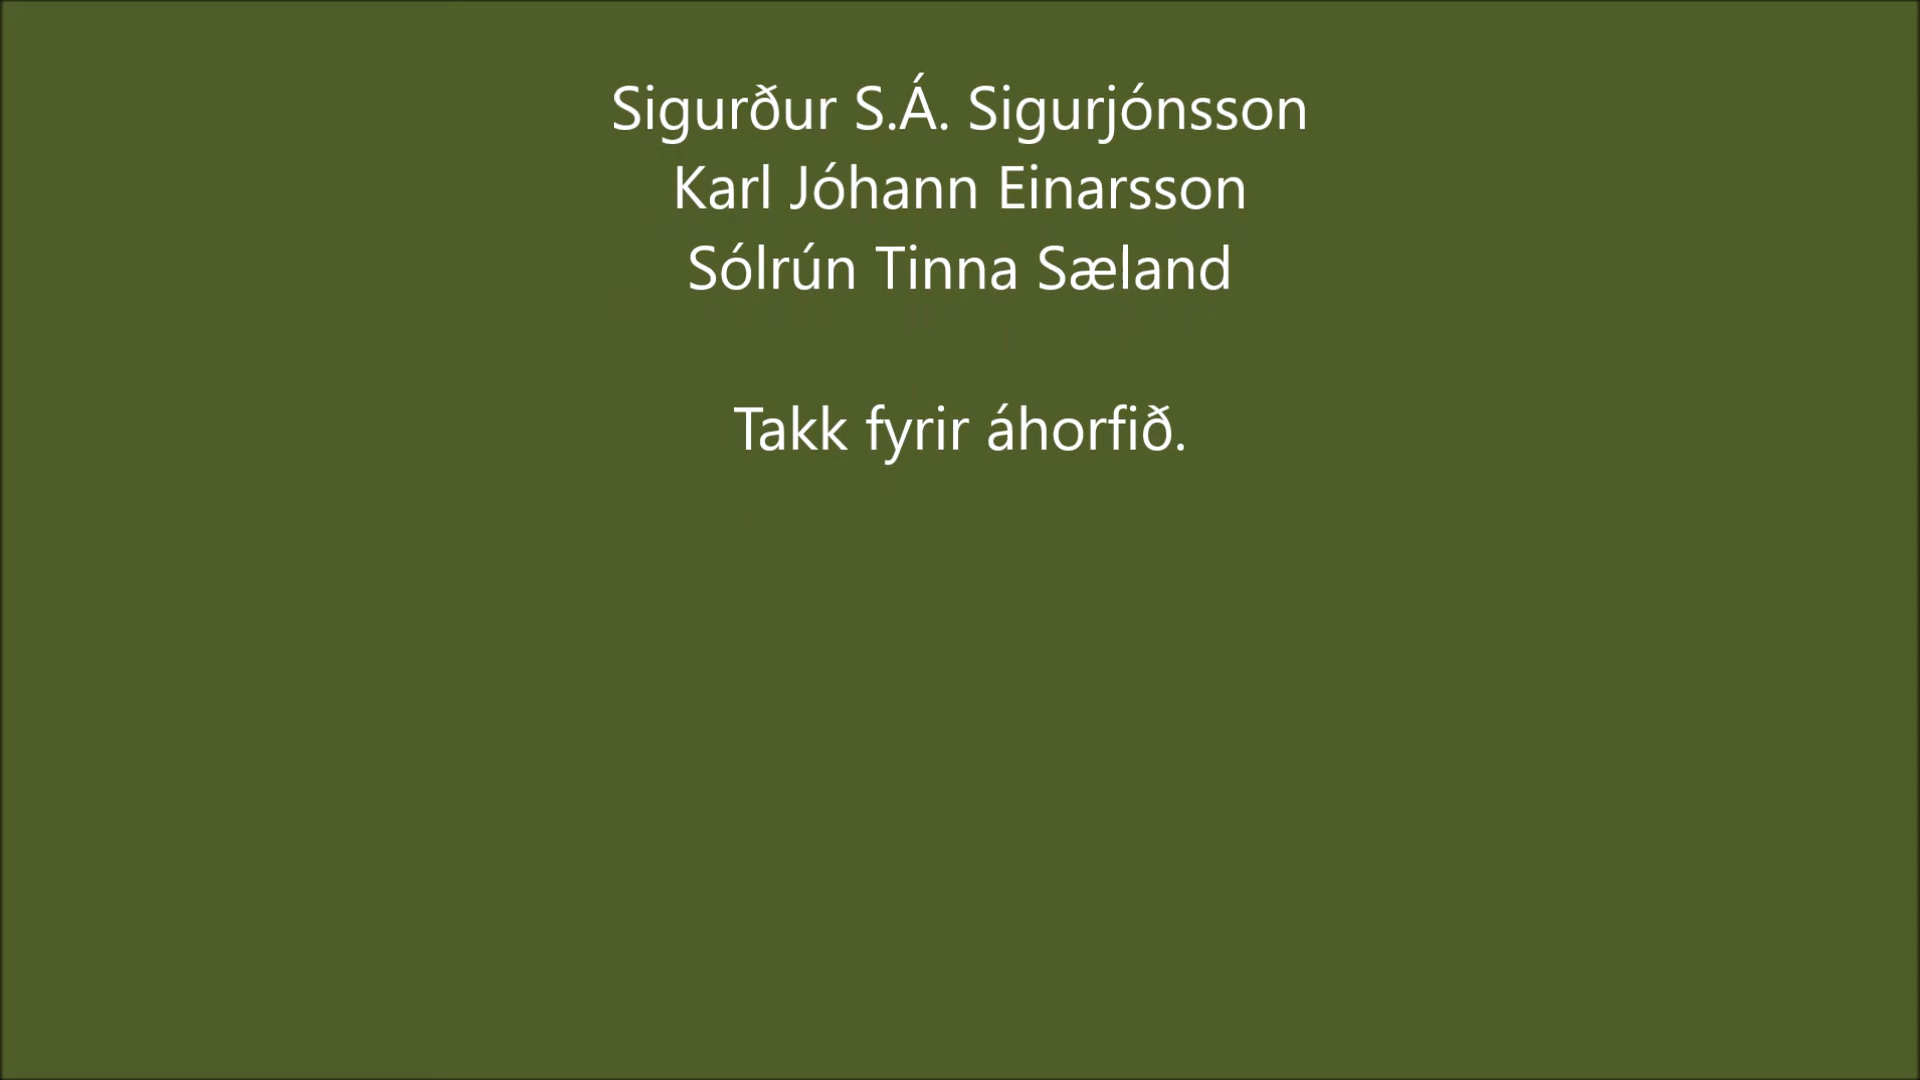 Sigurður S.Á. Sigurjónsson
Karl Jóhann Einarsson
Sólrún Tinna Sæland
Takk fyrir áhorfið.